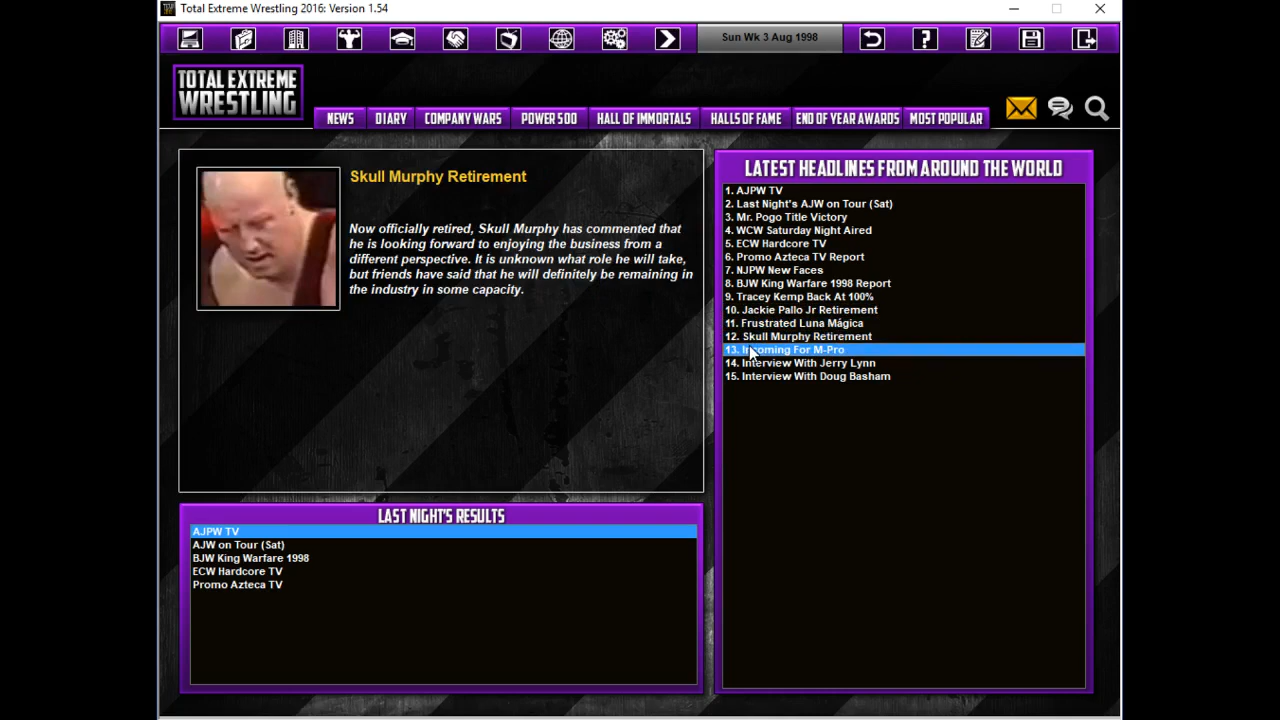 Total Extreme Wrestling 2016: Version 1.54
Sun Wk 3 Aug 1998
TOTAL EXTREME
WRESTLING
NEWS
DIARY
COMPANY WARS
POWER 500
HALL OF IMMORTALS
HALLS OF FAME
END OF YEAR AWARDS
MOST POPULAR
Skull Murphy Retirement
Now officially retired, Skull Murphy has commented that
he is looking forward to enjoying the business from a
different perspective. It is unknown what role he will take,
but friends have said that he will definitely be remaining in
the industry in some capacity.
LAST NIGHT'S RESULTS
AJPW TV
AJW on Tour (Sat)
BJW King Warfare 1998
ECW Hardcore TV
Promo Azteca TV
LATEST HEADLINES FROM AROUND THE WORLD
1. AJPW TV
2. Last Night's AJW on Tour (Sat)
3. Mr. Pogo Title Victory
4. WCW Saturday Night Aired
5. ECW Hardcore TV
6. Promo Azteca TV Report
7. NJPW New Faces
8. BJW King Warfare 1998 Report
9. Tracey Kemp Back At 100%
10. Jackie Pallo Jr Retirement
11. Frustrated Luna Mágica
12. Skull Murphy Retirement
13. Incoming For M-Pro
14. Interview With Jerry Lynn
15. Interview With Doug Basham